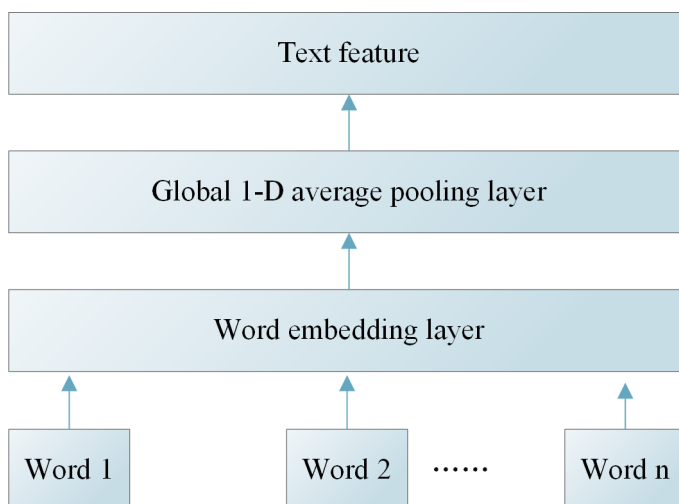 Text feature
Global 1-D average pooling layer
Word embedding layer
Word 1 Word 2 …… Word n